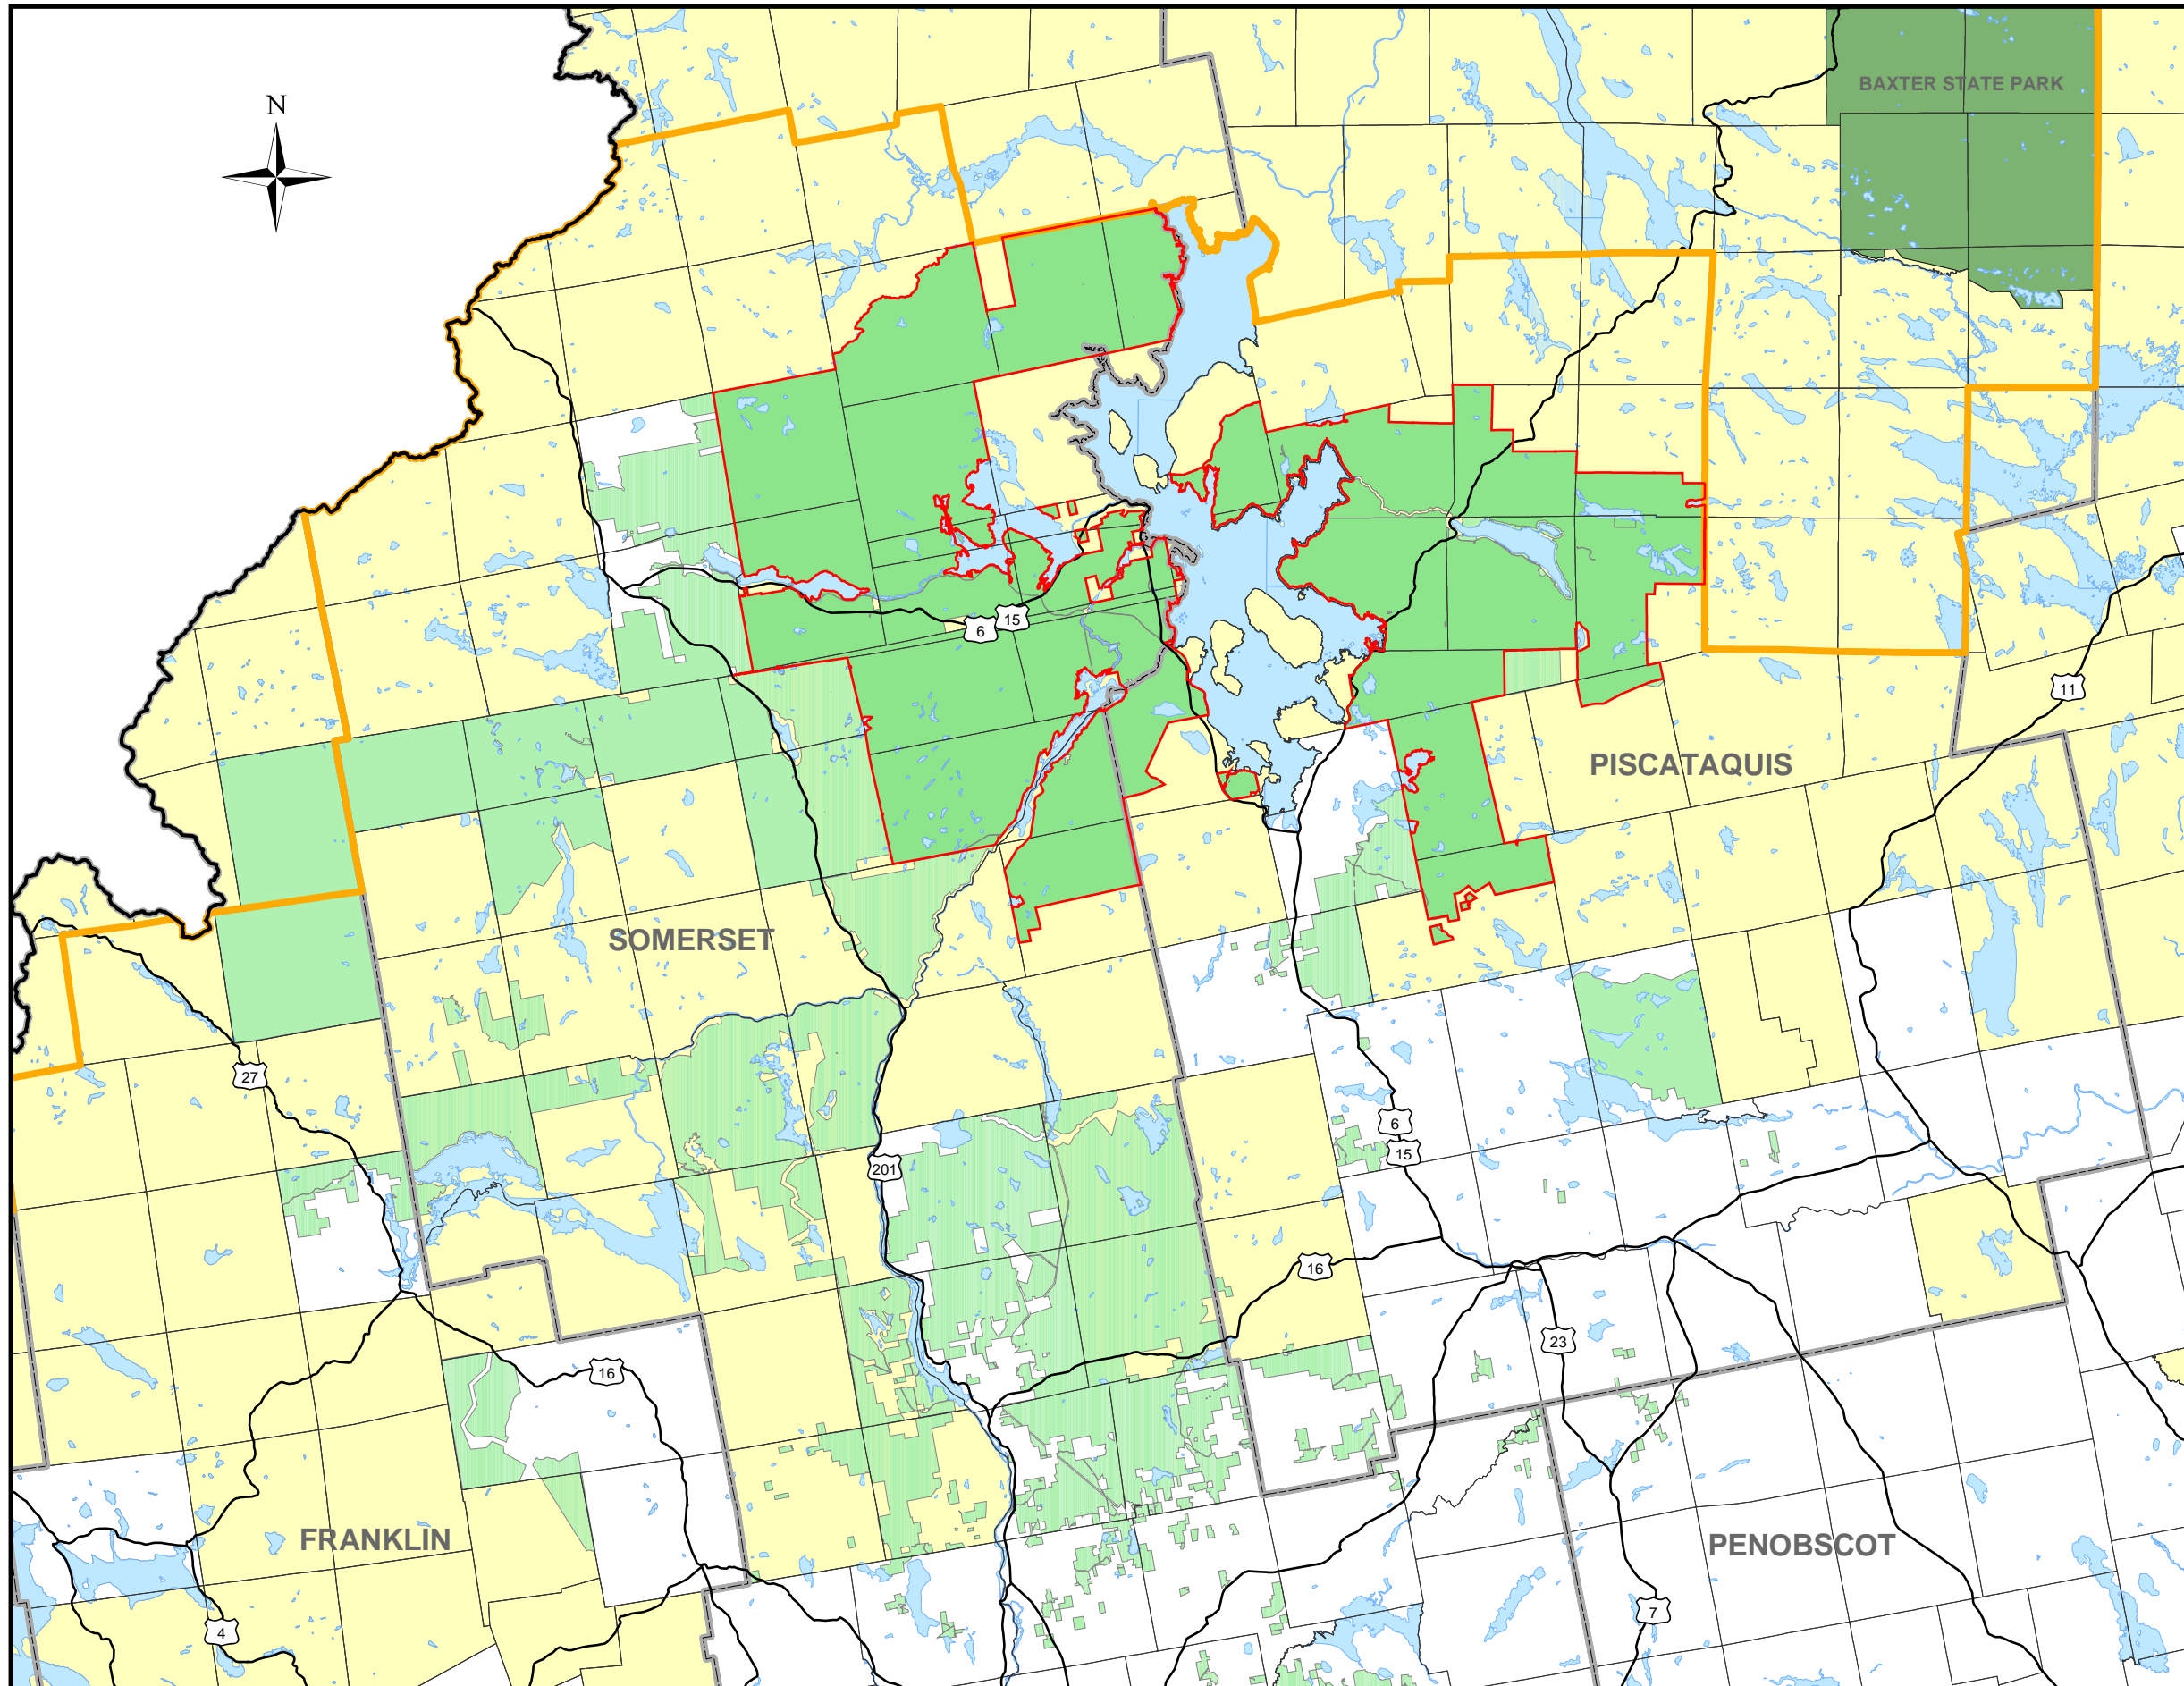 BAXTER STATE PARK
N
6
15
11
PISCATAQUIS
SOMERSET
27
6
15
201
16
23
16
FRANKLIN
PENOBSCOT
7
4